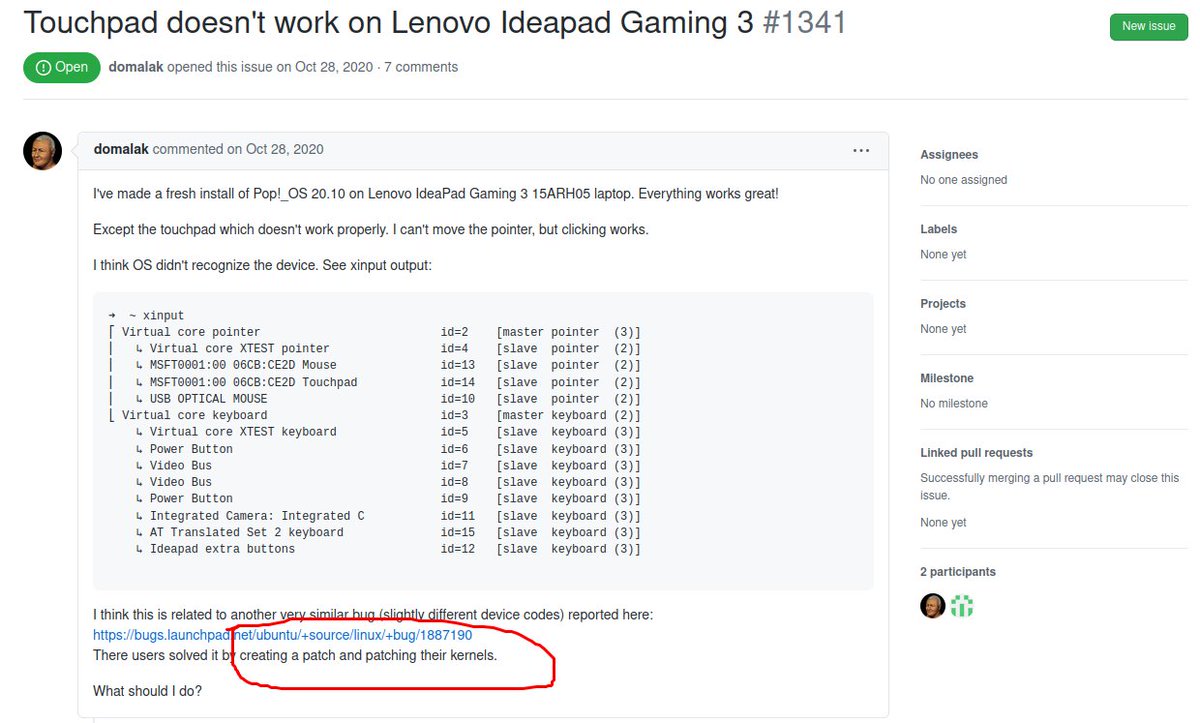 Touchpad doesn't work on Lenovo Ideapad Gaming 3 #1341
New issue
Open domalak opened this issue on Oct 28, 2020 · 7 comments
domalak commented on Oct 28, 2020 ...
I've made a fresh install of Pop!_OS 20.10 on Lenovo IdeaPad Gaming 3 15ARH05 laptop. Everything works great!
Except the touchpad which doesn't work properly. I can't move the pointer, but clicking works.
I think OS didn't recognize the device. See xinput output:
➜ ~ xinput
⎡ Virtual core pointer id=2 [master pointer (3)]
⎜ ↳ Virtual core XTEST pointer id=4 [slave pointer (2)]
⎜ ↳ MSFT0001:00 06CB:CE2D Mouse id=13 [slave pointer (2)]
⎜ ↳ MSFT0001:00 06CB:CE2D Touchpad id=14 [slave pointer (2)]
⎜ ↳ USB OPTICAL MOUSE id=10 [slave pointer (2)]
⎣ Virtual core keyboard id=3 [master keyboard (2)]
↳ Virtual core XTEST keyboard id=5 [slave keyboard (3)]
↳ Power Button id=6 [slave keyboard (3)]
↳ Video Bus id=7 [slave keyboard (3)]
↳ Video Bus id=8 [slave keyboard (3)]
↳ Power Button id=9 [slave keyboard (3)]
↳ Integrated Camera: Integrated C id=11 [slave keyboard (3)]
↳ AT Translated Set 2 keyboard id=15 [slave keyboard (3)]
↳ Ideapad extra buttons id=12 [slave keyboard (3)]
I think this is related to another very similar bug (slightly different device codes) reported here:
https://bugs.launchpad.net/ubuntu/+source/linux/+bug/1887190
There users solved it by creating a patch and patching their kernels.
What should I do?
Assignees
No one assigned
Labels
None yet
Projects
None yet
Milestone
No milestone
Linked pull requests
Successfully merging a pull request may close this
issue.
None yet
2 participants